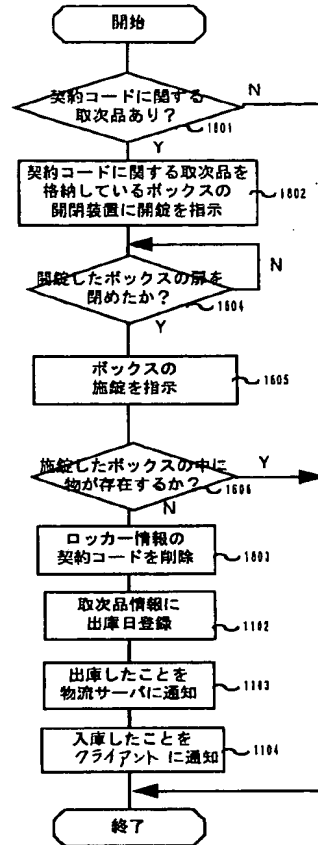 開始
契約コードに関する
取次品あり?
N
1801
Y
契約コードに関する取次品を
格納しているボックスの
開閉装置に開錠を指示
1802
開錠したボックスの扉を
閉めたか?
N
1604
Y
ボックスの
施錠を指示
1605
施錠したボックスの中に
物が存在するか?
Y
1606
N
ロッカー情報の
契約コードを削除
1803
取次品情報に
出庫日登録
1102
出庫したことを
物流サーバに通知
1103
入庫したことを
クライアントに通知
1104
終了